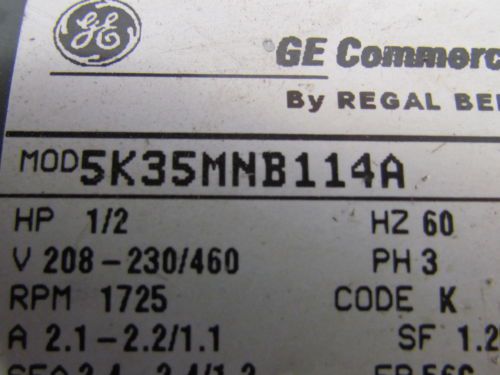 GE
GE Commerc
By REGAL BE
MOD 5K35MNB114A
HP 1/2 HZ 60
V 208-230/460 PH 3
RPM 1725 CODE K
A 2.1-2.2/1.1 SF 1.2